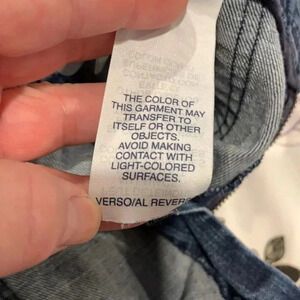 THE COLOR OF
THIS GARMENT MAY
TRANSFER TO
ITSELF OR OTHER
OBJECTS.
AVOID MAKING
CONTACT WITH
LIGHT-COLORED
SURFACES.
VERSO/AL REVERS